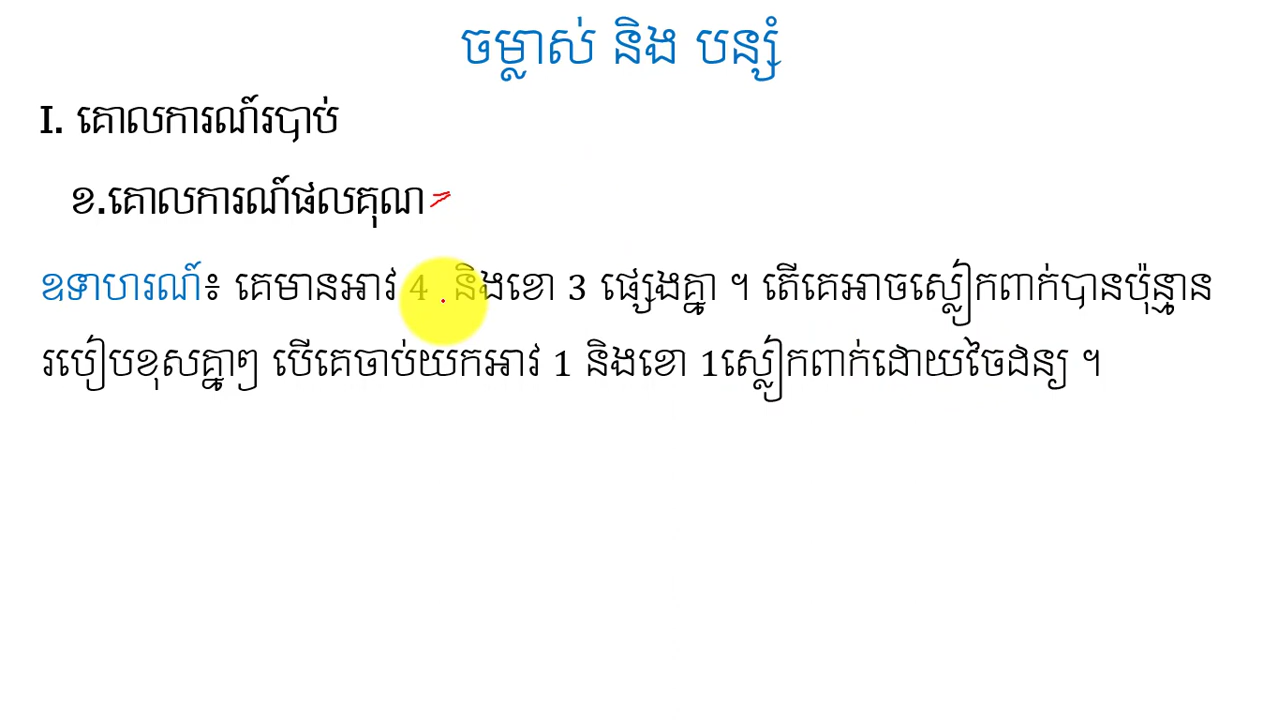 ចម្លាស់ និង បន្សំ
I. គោលការណ៍របាប់
ខ.គោលការណ៍ផលគុណ
ឧទាហរណ៍៖ គេមានអាវ 4 និងខោ 3 ផ្សេងគ្នា ។ តើគេអាចស្លៀកពាក់បានប៉ុន្មាន
របៀបខុសគ្នាៗ បើគេចាប់យកអាវ 1 និងខោ 1ស្លៀកពាក់ដោយចៃដន្យ ។